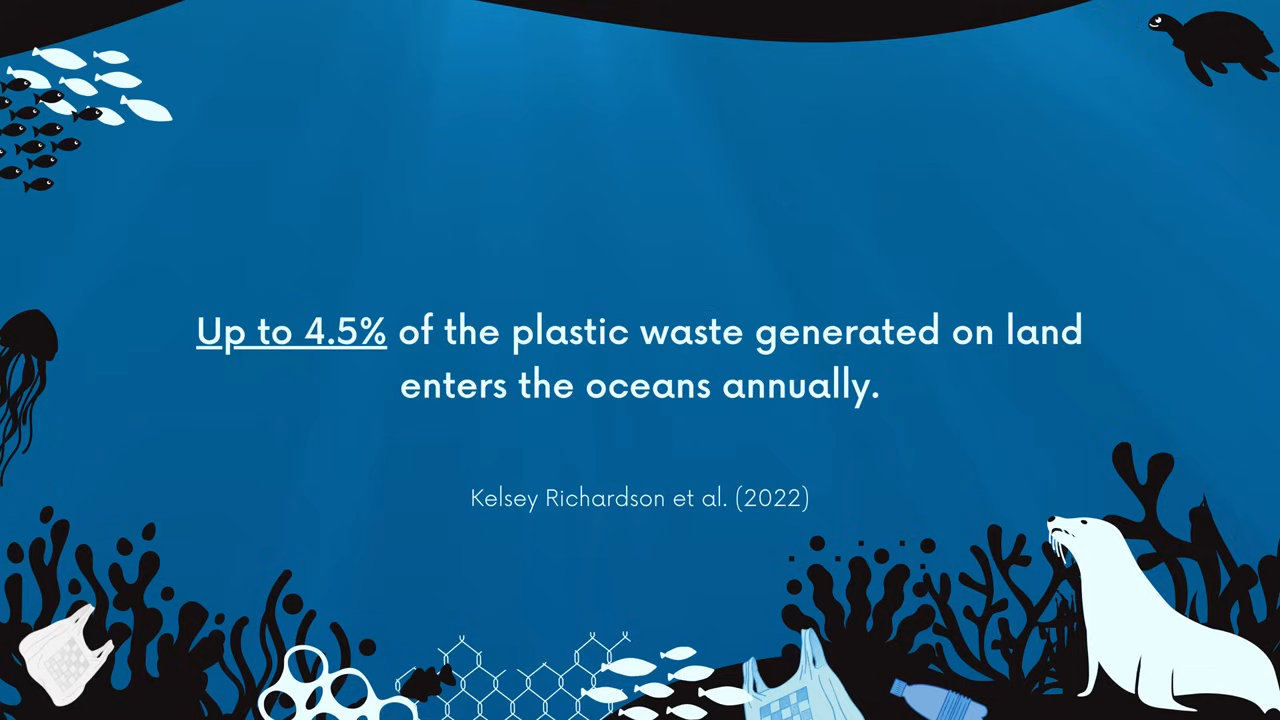 Up to 4.5% of the plastic waste generated on land
enters the oceans annually.
Kelsey Richardson et al. (2022)